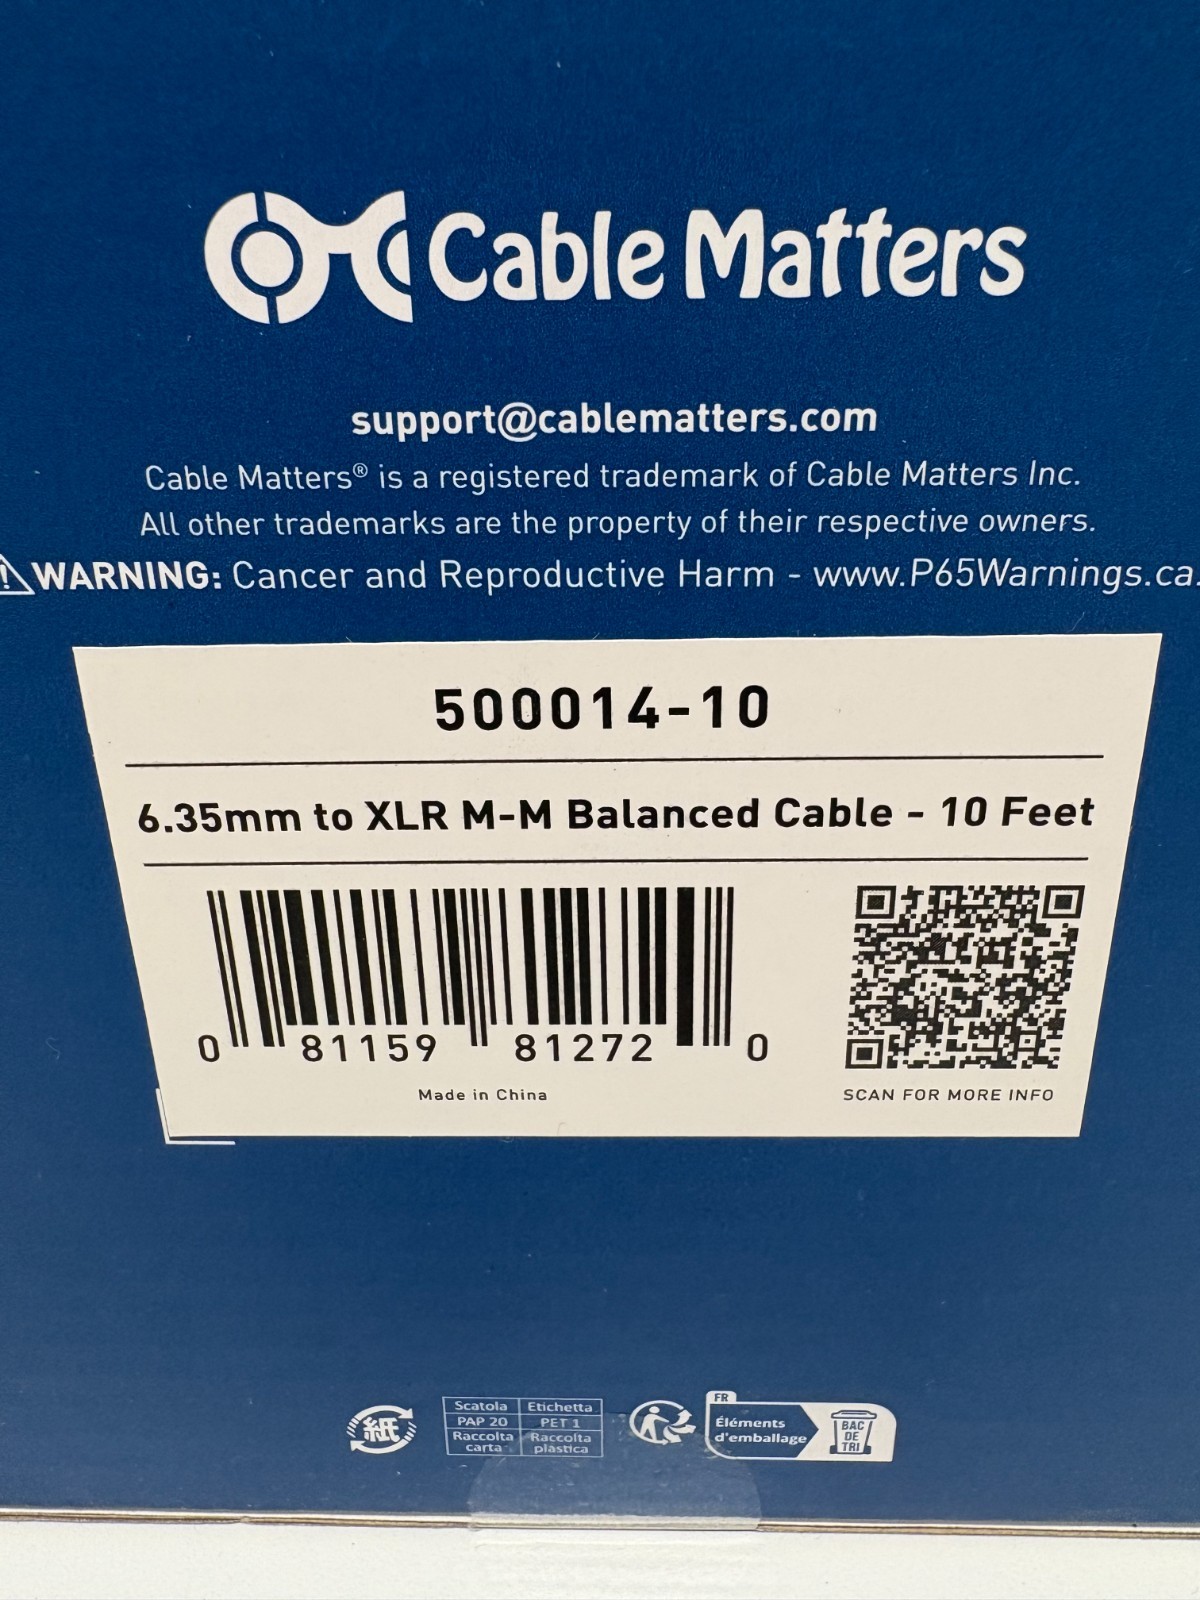 Cable Matters
support@cablematters.com
Cable Matters® is a registered trademark of Cable Matters Inc.
All other trademarks are the property of their respective owners.
⚠WARNING: Cancer and Reproductive Harm - www.P65Warnings.ca.
500014-10
6.35mm to XLR M-M Balanced Cable - 10 Feet
0 81159 81272 0
Made in China
SCAN FOR MORE INFO
紙
Scatola Etichetta
PAP 20 PET 1
Raccolta carta Raccolta plastica
FR
Éléments
d'emballage
BAC
DE
TRI